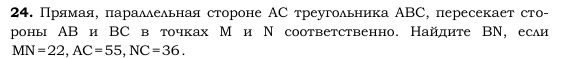 24. Прямая, параллельная стороне AC треугольника ABC, пересекает сто-
роны AB и BC в точках M и N соответственно. Найдите BN, если
MN=22, AC=55, NC=36.